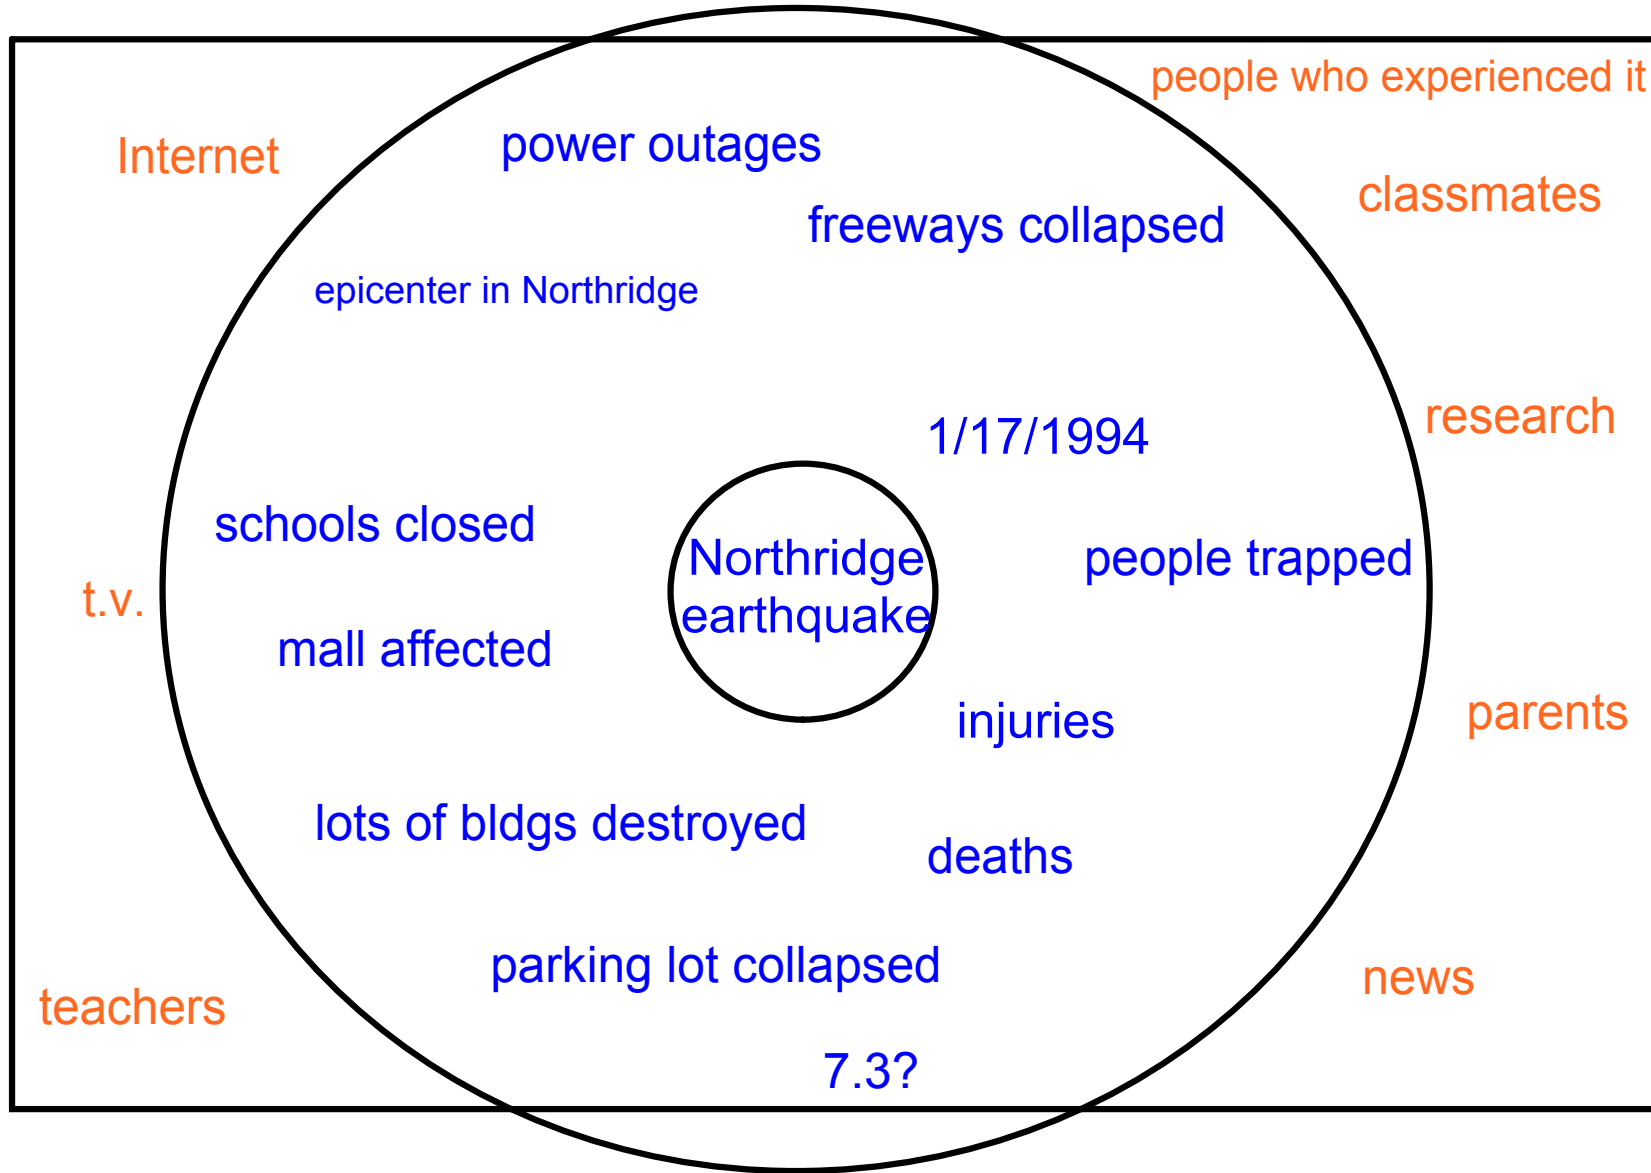 people who experienced it
Internet
power outages
classmates
freeways collapsed
epicenter in Northridge
research
1/17/1994
schools closed
Northridge
earthquake
people trapped
t.v.
mall affected
injuries
parents
lots of bldgs destroyed
deaths
parking lot collapsed
news
teachers
7.3?